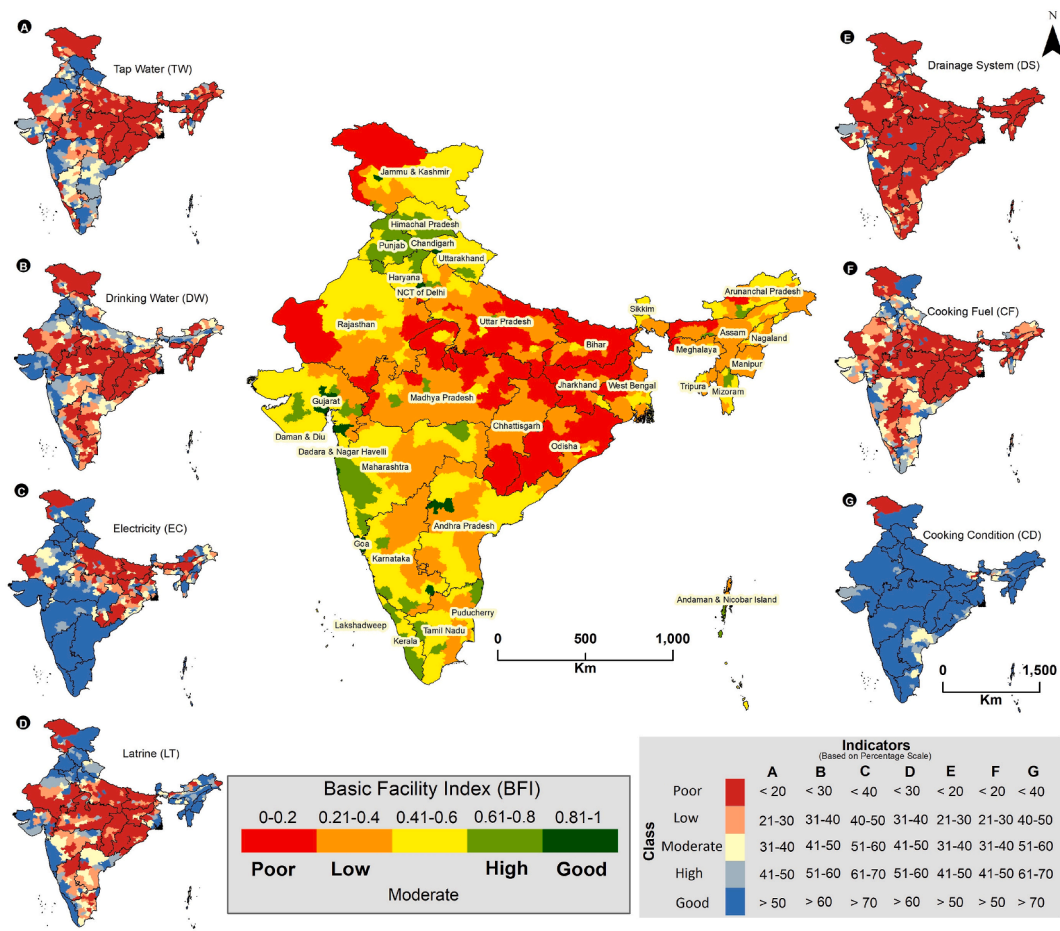 A
Tap Water (TW)
B
Drinking Water (DW)
C
Electricity (EC)
D
Latrine (LT)
Jammu & Kashmir
Himachal Pradesh
Punjab
Chandigarh
Uttarakhand
Haryana
NCT of Delhi
Rajasthan
Uttar Pradesh
Bihar
Sikkim
Arunanchal Pradesh
Assam
Nagaland
Meghalaya
Manipur
Tripura
Mizoram
Jharkhand
West Bengal
Gujarat
Madhya Pradesh
Chhattisgarh
Odisha
Daman & Diu
Dadara & Nagar Havelli
Maharashtra
Andhra Pradesh
Goa
Karnataka
Puducherry
Lakshadweep
Tamil Nadu
Kerala
Andaman & Nicobar Island
0 500 1,000
Km
N
E
Drainage System (DS)
F
Cooking Fuel (CF)
G
Cooking Condition (CD)
0 1,500
Km
Basic Facility Index (BFI)
0-0.2 0.21-0.4 0.41-0.6 0.61-0.8 0.81-1
Poor Low High Good
Moderate
Indicators
(Based on Percentage Scale)
A B C D E F G
Class
Poor < 20 < 30 < 40 < 30 < 20 < 20 < 40
Low 21-30 31-40 40-50 31-40 21-30 21-30 40-50
Moderate 31-40 41-50 51-60 41-50 31-40 31-40 51-60
High 41-50 51-60 61-70 51-60 41-50 41-50 61-70
Good > 50 > 60 > 70 > 60 > 50 > 50 > 70